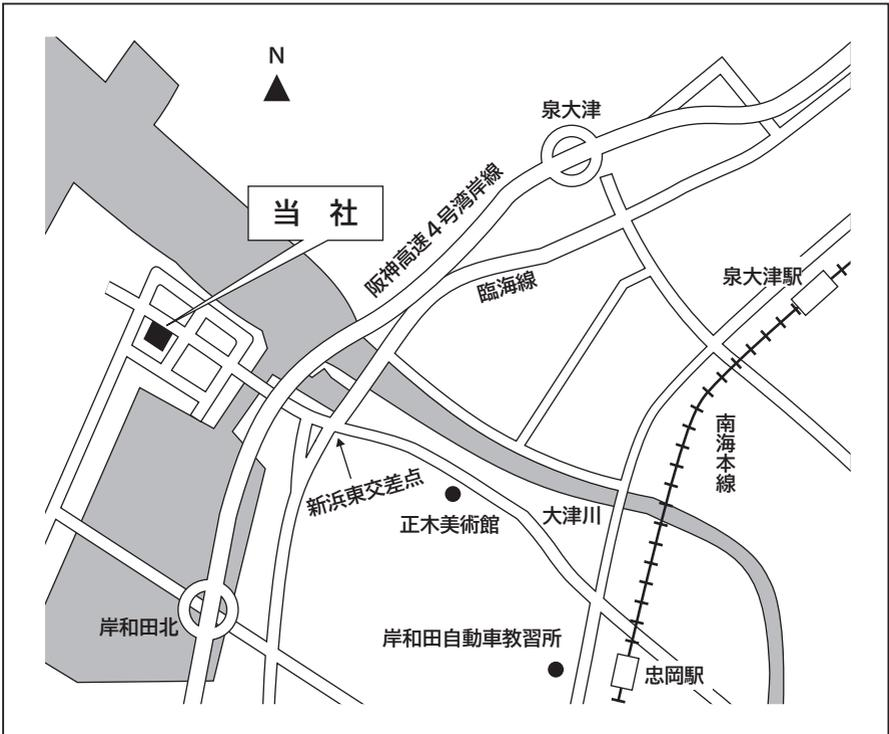 N
泉大津
当 社
阪神高速4号湾岸線
臨海線
泉大津駅
南海本線
新浜東交差点
正木美術館
大津川
岸和田北
岸和田自動車教習所
忠岡駅